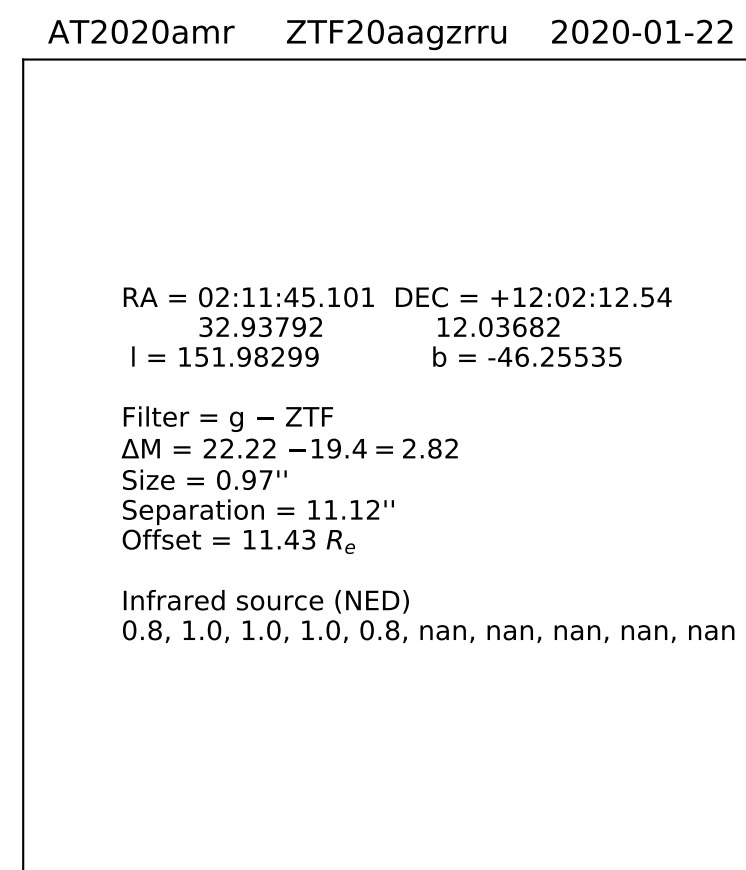 AT2020amr ZTF20aagzrru 2020-01-22
RA = 02:11:45.101 DEC = +12:02:12.54
32.93792 12.03682
l = 151.98299 b = -46.25535
Filter = g − ZTF
ΔM = 22.22 −19.4 = 2.82
Size = 0.97''
Separation = 11.12''
Offset = 11.43 Re
Infrared source (NED)
0.8, 1.0, 1.0, 1.0, 0.8, nan, nan, nan, nan, nan